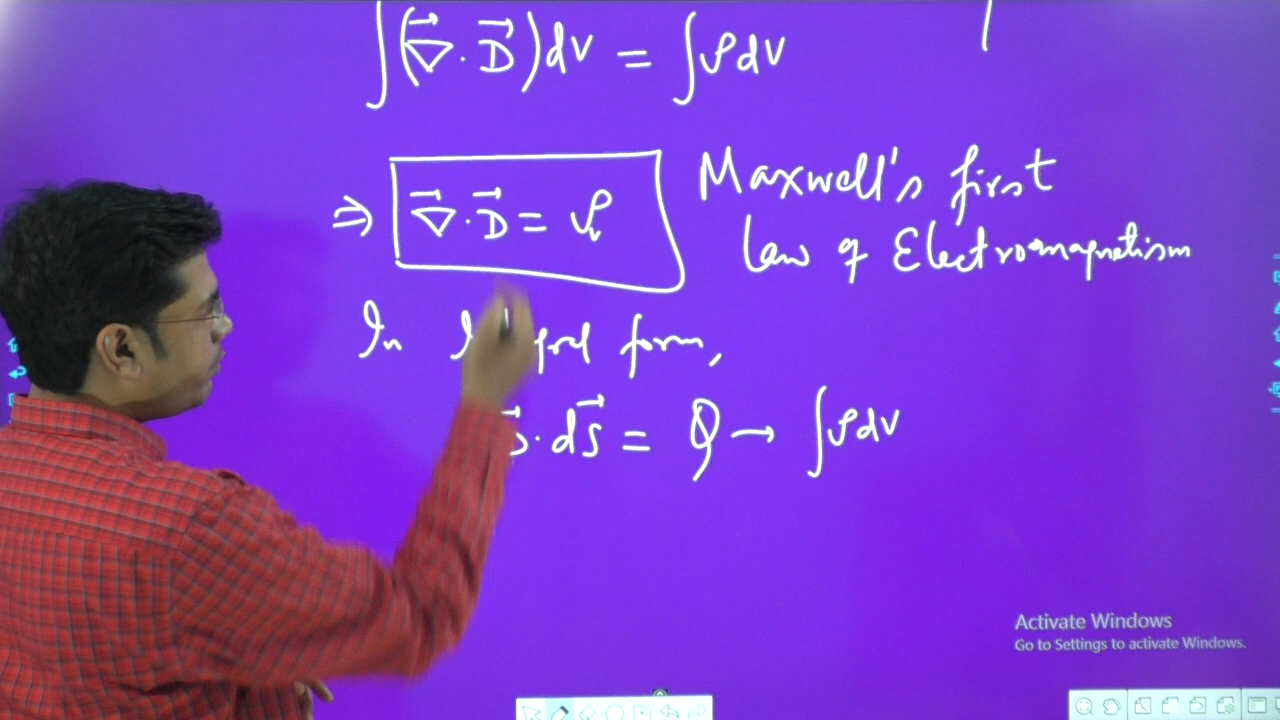 ∫(∇⃗·D⃗)dv = ∫ρdv
⇒ ∇⃗·D⃗ = ρᵥ
Maxwell's first
law of Electromagnetism
In form,
· dS⃗ = Q → ∫ρdv
Activate Windows
Go to Settings to activate Windows.